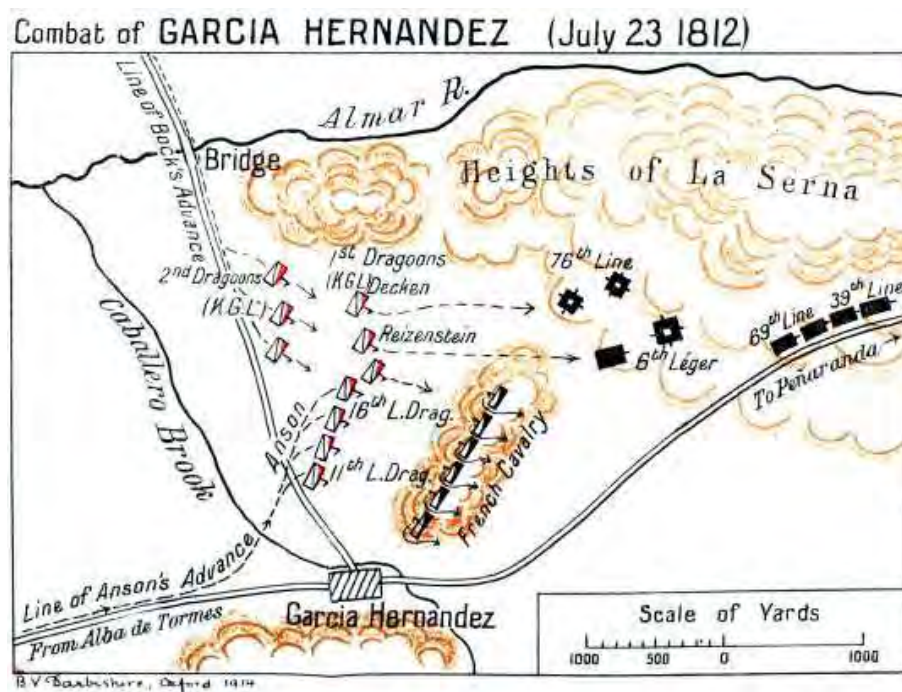 Combat of GARCIA HERNANDEZ (July 23 1812)
Line of Bock's Advance
Almar R.
Bridge
Heights of La Serna
1st Dragoons
(K.G.L.)
Decken
2nd Dragoons
(K.G.L.)
76th Line
Reizenstein
6th Léger
69th Line
39th Line
To Peñaranda
Caballero Brook
Anson
16th L.Drag.
11th L.Drag.
French Cavalry
Line of Anson's Advance
From Alba de Tormes
Garcia Hernandez
Scale of Yards
1000 500 0 1000
B.V. Darbishire, Oxford 1914